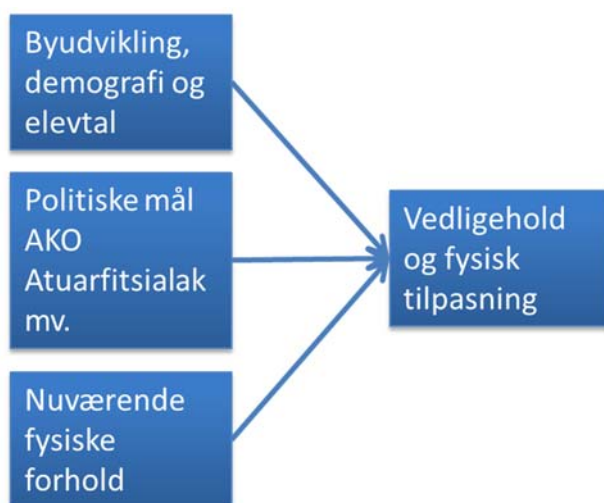 Byudvikling,
demografi og
elevtal
Politiske mål
AKO
Atuarfitsialak
mv.
Nuværende
fysiske
forhold
Vedligehold
og fysisk
tilpasning